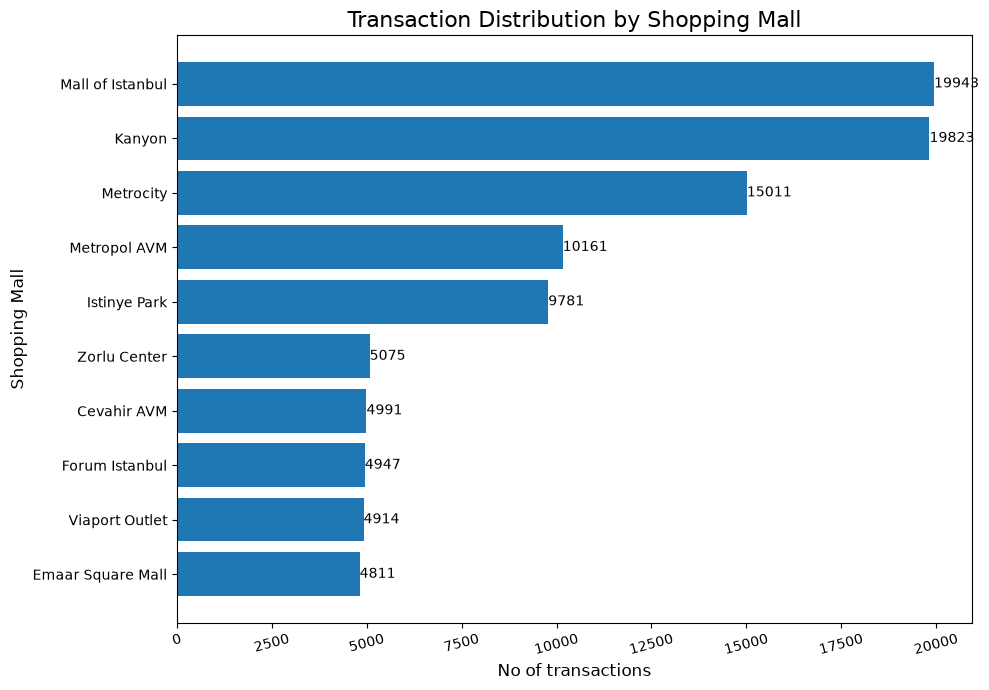 Transaction Distribution by Shopping Mall
Shopping Mall
Mall of Istanbul 19943
Kanyon 19823
Metrocity 15011
Metropol AVM 10161
Istinye Park 9781
Zorlu Center 5075
Cevahir AVM 4991
Forum Istanbul 4947
Viaport Outlet 4914
Emaar Square Mall 4811
0 2500 5000 7500 10000 12500 15000 17500 20000
No of transactions